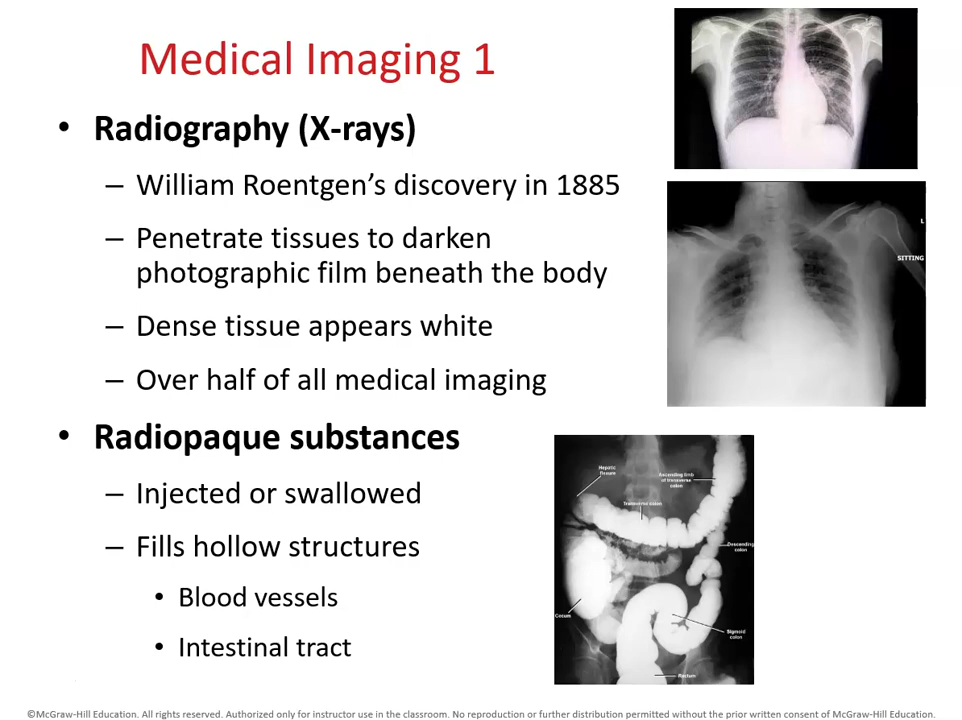 Medical Imaging 1
• Radiography (X-rays)
– William Roentgen's discovery in 1885
– Penetrate tissues to darken
photographic film beneath the body
– Dense tissue appears white
– Over half of all medical imaging
• Radiopaque substances
– Injected or swallowed
– Fills hollow structures
• Blood vessels
• Intestinal tract
L
SITTING
Hepatic
flexure
Ascending limb
of transverse
colon
Transverse colon
Descending
colon
Cecum
Sigmoid
colon
Rectum
©McGraw-Hill Education. All rights reserved. Authorized only for instructor use in the classroom. No reproduction or further distribution permitted without the prior written consent of McGraw-Hill Education.